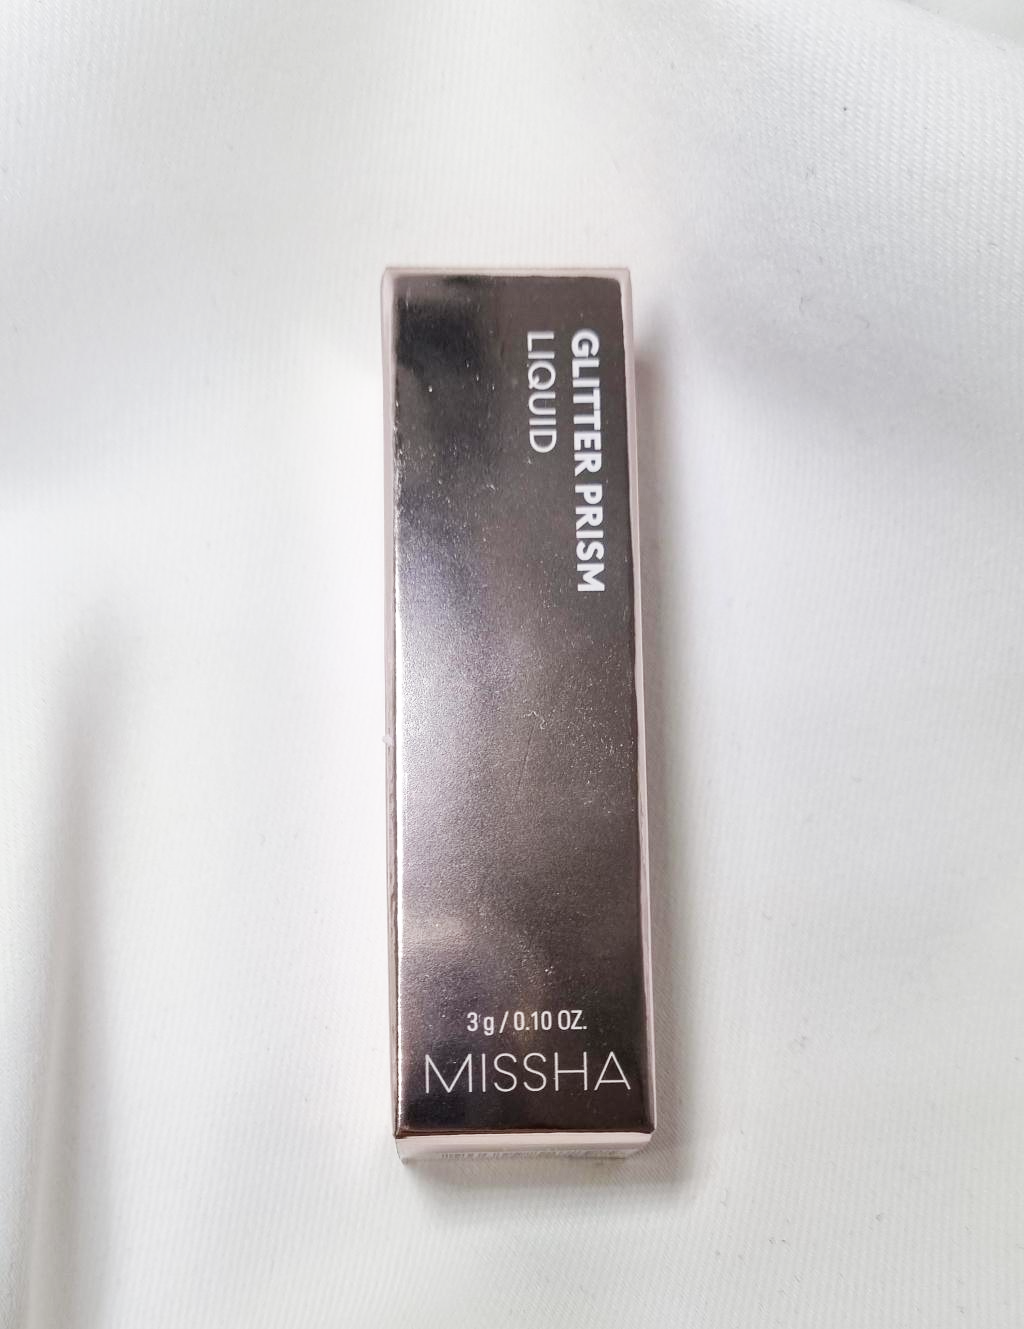 GLITTER PRISM
LIQUID
3 g / 0.10 OZ.
MISSHA